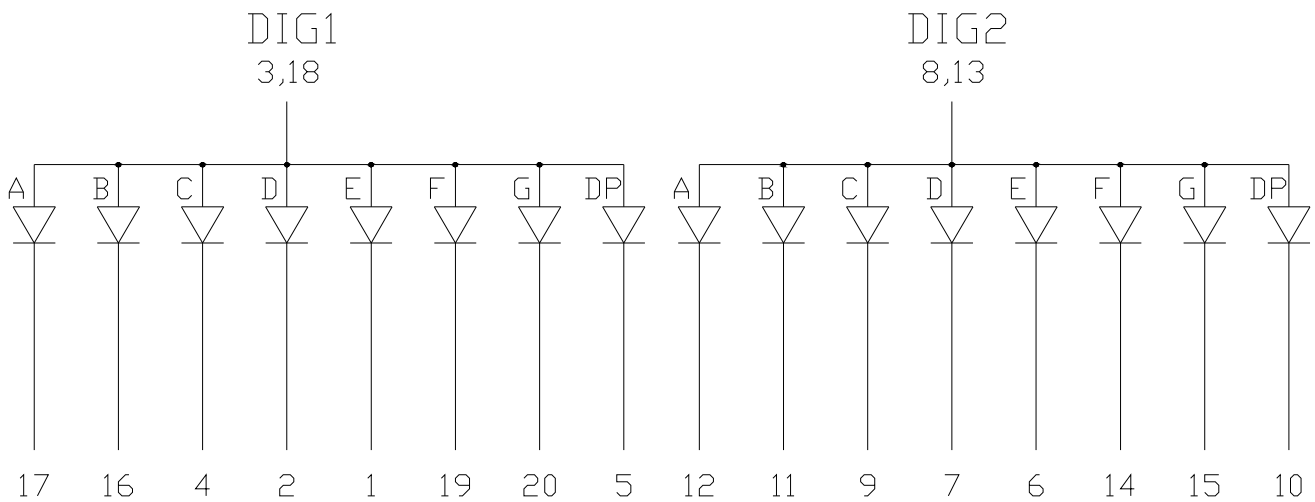 DIG1 DIG2
3,18 8,13
A B C D E F G DP A B C D E F G DP
17 16 4 2 1 19 20 5 12 11 9 7 6 14 15 10